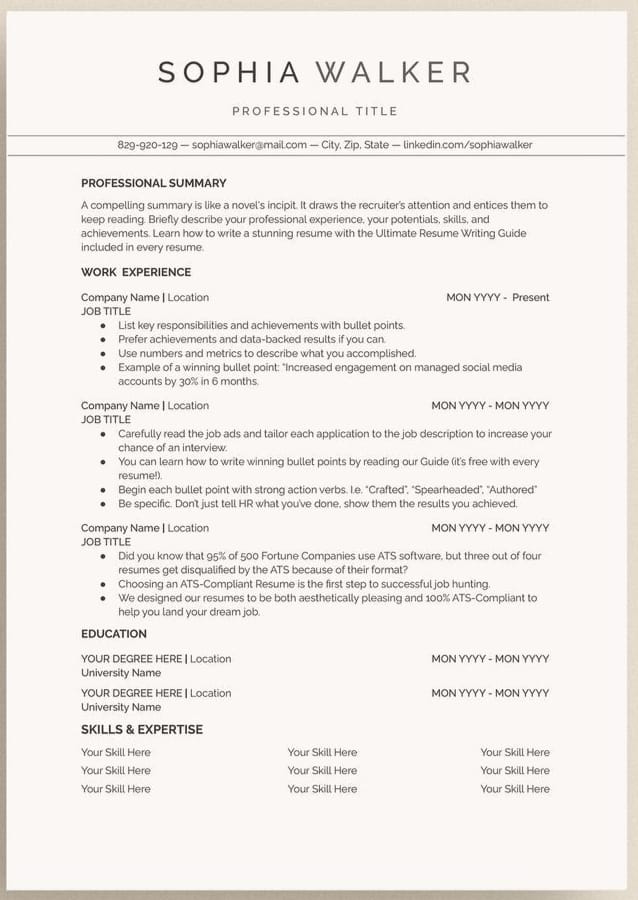 SOPHIA WALKER
PROFESSIONAL TITLE
829-920-129 — sophiawalker@mail.com — City, Zip, State — linkedin.com/sophiawalker
PROFESSIONAL SUMMARY
A compelling summary is like a novel's incipit. It draws the recruiter's attention and entices them to
keep reading. Briefly describe your professional experience, your potentials, skills, and
achievements. Learn how to write a stunning resume with the Ultimate Resume Writing Guide
included in every resume.
WORK EXPERIENCE
Company Name | Location MON YYYY - Present
JOB TITLE
● List key responsibilities and achievements with bullet points.
● Prefer achievements and data-backed results if you can.
● Use numbers and metrics to describe what you accomplished.
● Example of a winning bullet point: "Increased engagement on managed social media
accounts by 30% in 6 months.
Company Name | Location MON YYYY - MON YYYY
JOB TITLE
● Carefully read the job ads and tailor each application to the job description to increase your
chance of an interview.
● You can learn how to write winning bullet points by reading our Guide (it's free with every
resume!).
● Begin each bullet point with strong action verbs. I.e. "Crafted", "Spearheaded", "Authored"
● Be specific. Don't just tell HR what you've done, show them the results you achieved.
Company Name | Location MON YYYY - MON YYYY
JOB TITLE
● Did you know that 95% of 500 Fortune Companies use ATS software, but three out of four
resumes get disqualified by the ATS because of their format?
● Choosing an ATS-Compliant Resume is the first step to successful job hunting.
● We designed our resumes to be both aesthetically pleasing and 100% ATS-Compliant to
help you land your dream job.
EDUCATION
YOUR DEGREE HERE | Location MON YYYY - MON YYYY
University Name
YOUR DEGREE HERE | Location MON YYYY - MON YYYY
University Name
SKILLS & EXPERTISE
Your Skill Here Your Skill Here Your Skill Here
Your Skill Here Your Skill Here Your Skill Here
Your Skill Here Your Skill Here Your Skill Here